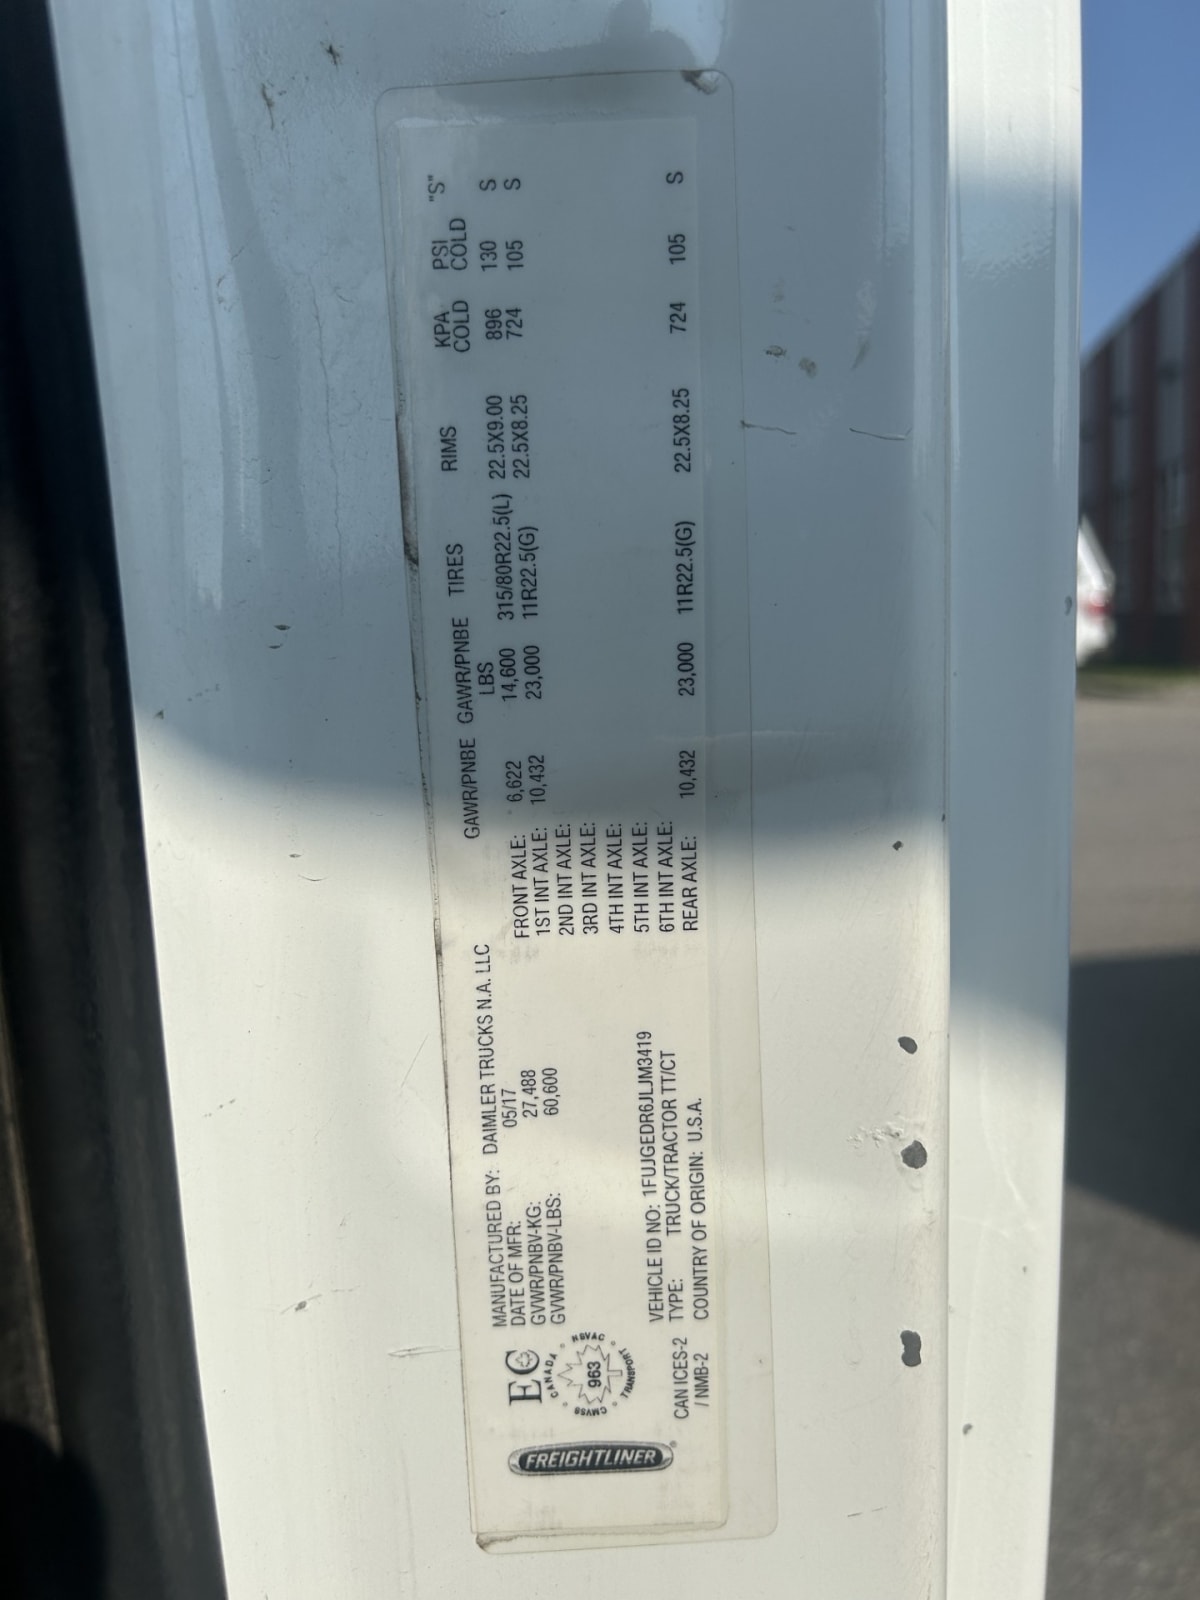 FREIGHTLINER
EC
CANADA
CMVSS
NSVAC
963
TRANSPORT
CAN ICES-2
/ NMB-2
MANUFACTURED BY: DAIMLER TRUCKS N.A. LLC
DATE OF MFR: 05/17
GVWR/PNBV-KG: 27,488
GVWR/PNBV-LBS: 60,600
VEHICLE ID NO: 1FUJGEDR6JLJM3419
TYPE: TRUCK/TRACTOR TT/CT
COUNTRY OF ORIGIN: U.S.A.
GAWR/PNBE GAWR/PNBE TIRES RIMS KPA PSI "S"
LBS COLD COLD
FRONT AXLE: 6,622 14,600 315/80R22.5(L) 22.5X9.00 896 130 S
1ST INT AXLE: 10,432 23,000 11R22.5(G) 22.5X8.25 724 105 S
2ND INT AXLE:
3RD INT AXLE:
4TH INT AXLE:
5TH INT AXLE:
6TH INT AXLE:
REAR AXLE: 10,432 23,000 11R22.5(G) 22.5X8.25 724 105 S